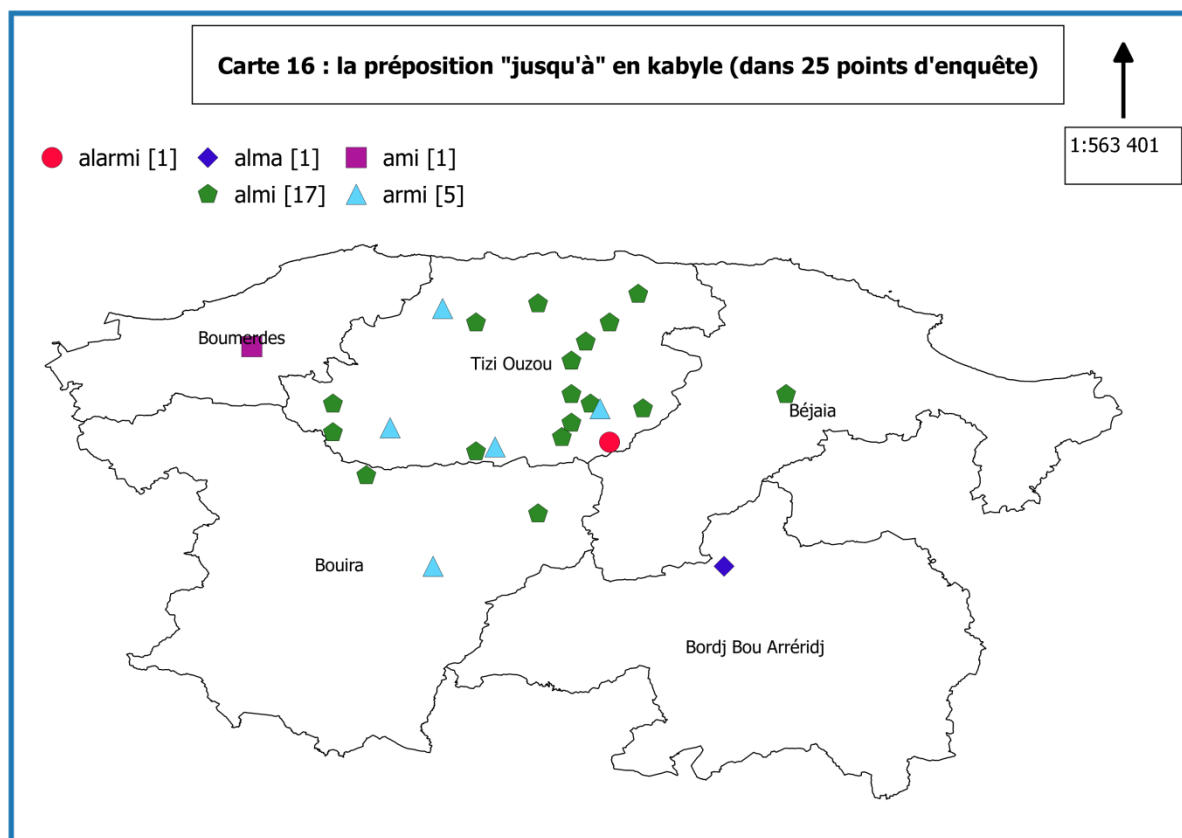 Carte 16 : la préposition "jusqu'à" en kabyle (dans 25 points d'enquête)
1:563 401
alarmi [1]
alma [1]
ami [1]
almi [17]
armi [5]
Boumerdes
Tizi Ouzou
Béjaia
Bouira
Bordj Bou Arréridj